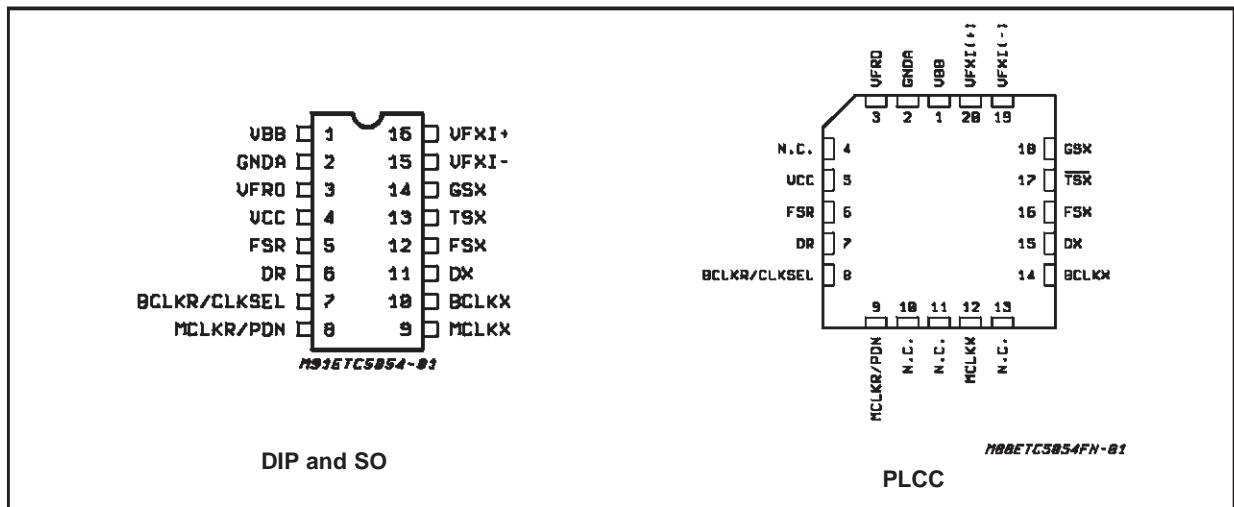 VBB 1 16 VFXI+
GNDA 2 15 VFXI-
VFRO 3 14 GSX
VCC 4 13 TSX
FSR 5 12 FSX
DR 6 11 DX
BCLKR/CLKSEL 7 10 BCLKX
MCLKR/PDN 8 9 MCLKX
M91ETC5054-01
DIP and SO
VFRO GNDA VBB VFXI(+) VFXI(-)
3 2 1 20 19
N.C. 4 18 GSX
VCC 5 17 TSX
FSR 6 16 FSX
DR 7 15 DX
BCLKR/CLKSEL 8 14 BCLKX
9 10 11 12 13
MCLKR/PDN N.C. N.C. MCLKX N.C.
M88ETC5054FN-01
PLCC